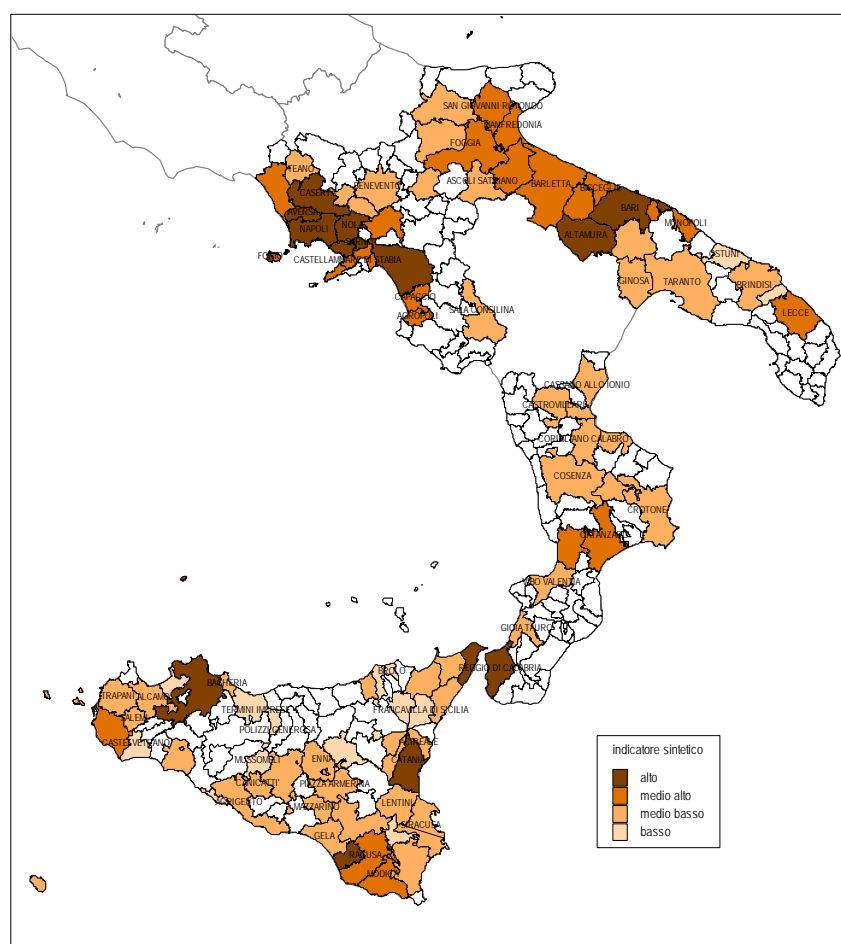 SAN GIOVANNI ROTONDO
MANFREDONIA
FOGGIA
TEANO
BENEVENTO
ASCOLI SATRIANO
BARLETTA
BISCEGLIE
CASERTA
AVERSA
NAPOLI
NOLA
BARI
MONOPOLI
ALTAMURA
CASTELLAMMARE DI STABIA
OSTUNI
GINOSA
TARANTO
BRINDISI
CAPACCIO
SALA CONSILINA
AGROPOLI
LECCE
CASSANO ALLO IONIO
CASTROVILLARI
CORIGLIANO CALABRO
COSENZA
CROTONE
CATANZARO
VIBO VALENTIA
GIOIA TAURO
REGGIO DI CALABRIA
BROLO
BAGHERIA
TRAPANI
ALCAMO
TERMINI IMERESE
FRANCAVILLA DI SICILIA
SALEMI
POLIZZI GENEROSA
CASTELVETRANO
ACIREALE
MUSSOMELI
ENNA
CATANIA
CANICATTI'
PIAZZA ARMERINA
AGRIGENTO
MAZZARINO
LENTINI
SIRACUSA
GELA
RAGUSA
MODICA
indicatore sintetico
alto
medio alto
medio basso
basso